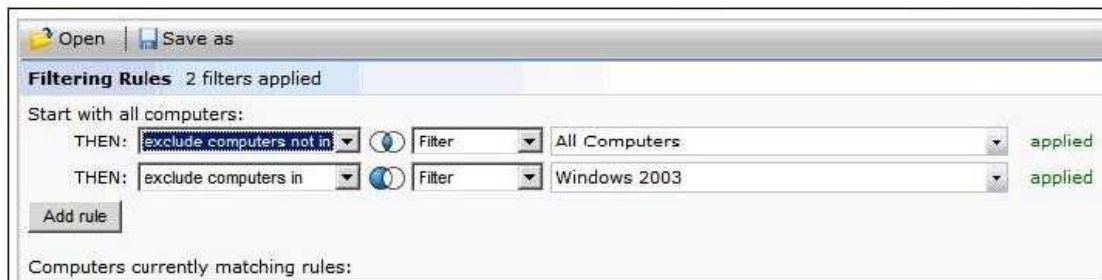 Open Save as
Filtering Rules 2 filters applied
Start with all computers:
THEN: exclude computers not in Filter All Computers applied
THEN: exclude computers in Filter Windows 2003 applied
Add rule
Computers currently matching rules: